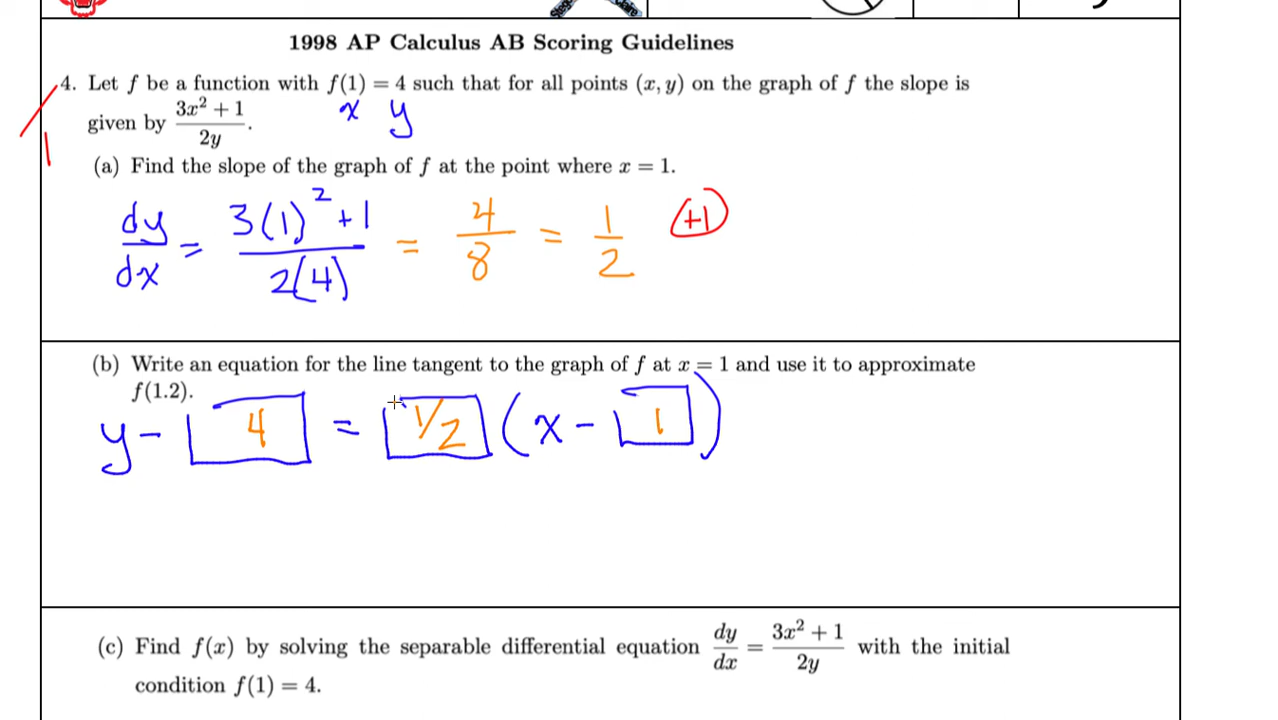 1998 AP Calculus AB Scoring Guidelines
4. Let f be a function with f(1) = 4 such that for all points (x, y) on the graph of f the slope is
given by (3x² + 1)/(2y).
x y
1
(a) Find the slope of the graph of f at the point where x = 1.
dy/dx = (3(1)² + 1)/(2(4)) = 4/8 = 1/2 (+1)
(b) Write an equation for the line tangent to the graph of f at x = 1 and use it to approximate
f(1.2).
y - 4 = 1/2 (x - 1)
(c) Find f(x) by solving the separable differential equation dy/dx = (3x² + 1)/(2y) with the initial
condition f(1) = 4.